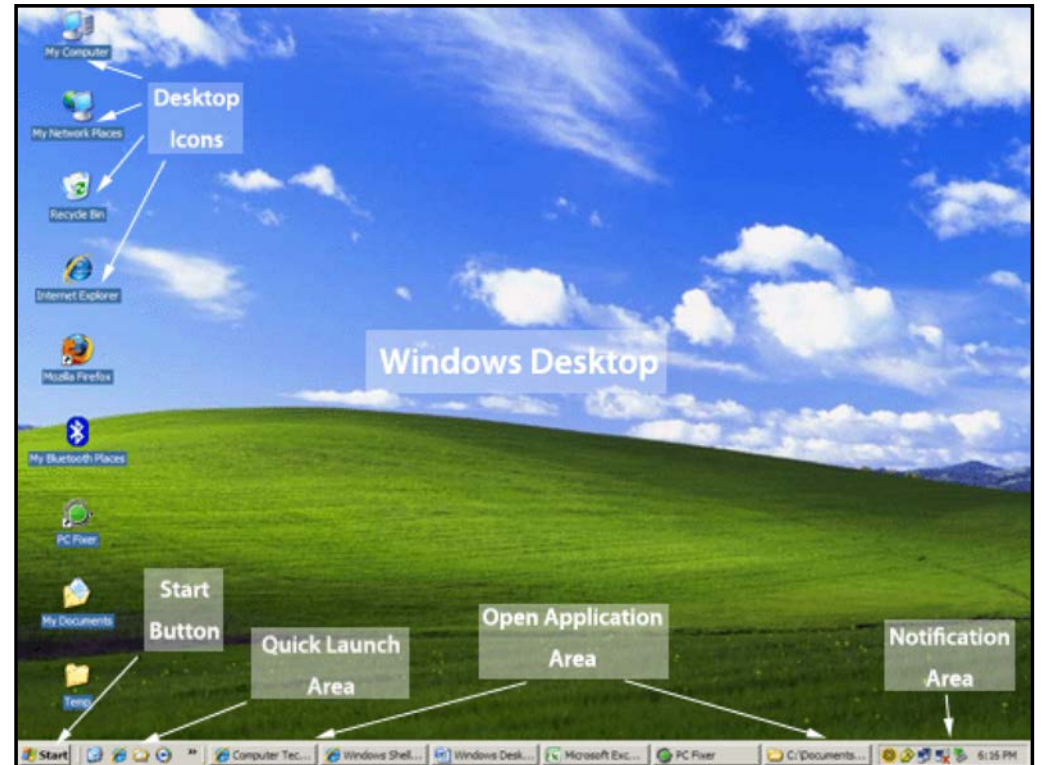 My Computer
Desktop
Icons
My Network Places
Recycle Bin
Internet Explorer
Windows Desktop
Mozilla Firefox
My Bluetooth Places
PC Fixer
My Documents
Start
Button
Quick Launch
Area
Open Application
Area
Notification
Area
Temp
Start
»
Computer Tec...
Windows Shel...
Windows Desk...
Microsoft Exc...
PC Fixer
C:\Documents...
6:16 PM